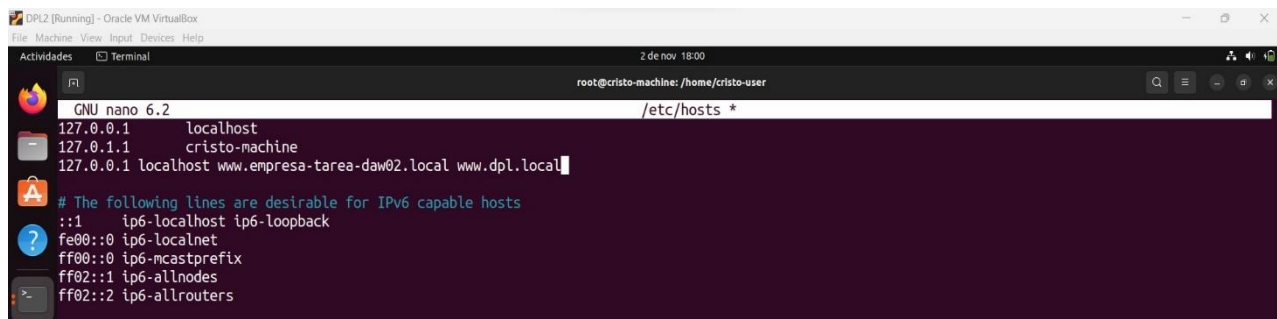 DPL2 [Running] - Oracle VM VirtualBox
File Machine View Input Devices Help
Actividades Terminal 2 de nov 18:00
root@cristo-machine: /home/cristo-user
GNU nano 6.2 /etc/hosts *
127.0.0.1 localhost
127.0.1.1 cristo-machine
127.0.0.1 localhost www.empresa-tarea-daw02.local www.dpl.local
# The following lines are desirable for IPv6 capable hosts
::1 ip6-localhost ip6-loopback
fe00::0 ip6-localnet
ff00::0 ip6-mcastprefix
ff02::1 ip6-allnodes
ff02::2 ip6-allrouters